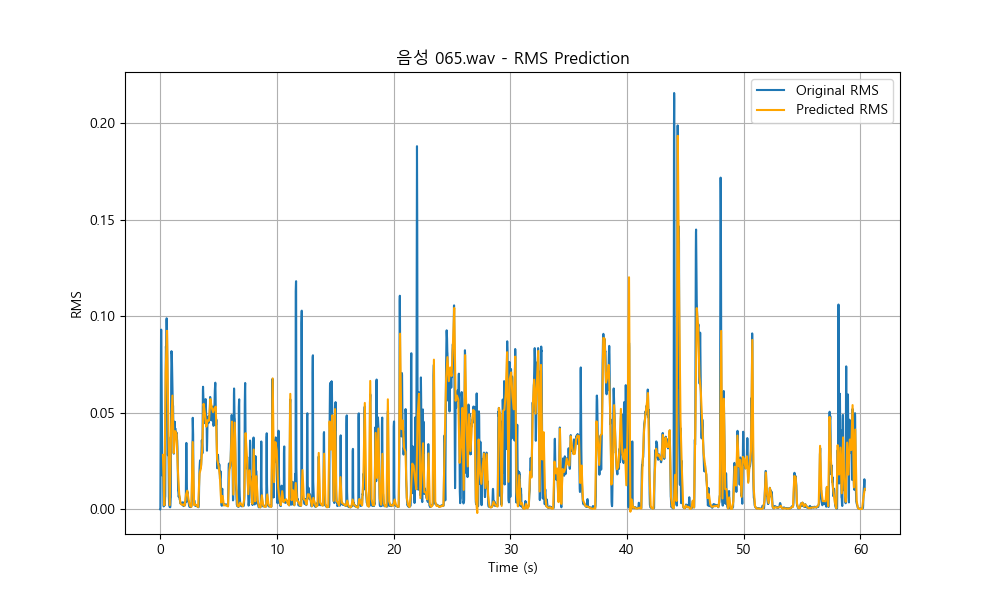 음성 065.wav - RMS Prediction
Original RMS
Predicted RMS
0.20
0.15
0.10
0.05
0.00
RMS
0 10 20 30 40 50 60
Time (s)